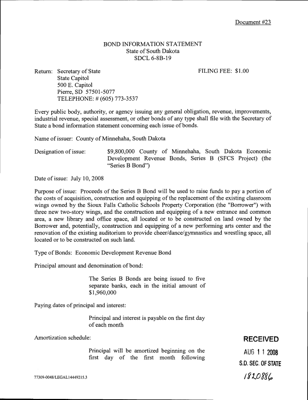 Document #23
BOND INFORMATION STATEMENT
State of South Dakota
SDCL 6-8B-19
Return: Secretary of State FILING FEE: $1.00
State Capitol
500 E. Capitol
Pierre, SD 57501-5077
TELEPHONE: # (605) 773-3537
Every public body, authority, or agency issuing any general obligation, revenue, improvements,
industrial revenue, special assessment, or other bonds of any type shall file with the Secretary of
State a bond information statement concerning each issue of bonds.
Name of issuer: County of Minnehaha, South Dakota
Designation of issue: $9,800,000 County of Minnehaha, South Dakota Economic
Development Revenue Bonds, Series B (SFCS Project) (the
"Series B Bond")
Date of issue: July 10, 2008
Purpose of issue: Proceeds of the Series B Bond will be used to raise funds to pay a portion of
the costs of acquisition, construction and equipping of the replacement of the existing classroom
wings owned by the Sioux Falls Catholic Schools Property Corporation (the "Borrower") with
three new two-story wings, and the construction and equipping of a new entrance and common
area, a new library and office space, all located or to be constructed on land owned by the
Borrower and, potentially, construction and equipping of a new performing arts center and the
renovation of the existing auditorium to provide cheer/dance/gymnastics and wrestling space, all
located or to be constructed on such land.
Type of Bonds: Economic Development Revenue Bond
Principal amount and denomination of bond:
The Series B Bonds are being issued to five
separate banks, each in the initial amount of
$1,960,000
Paying dates of principal and interest:
Principal and interest is payable on the first day
of each month
Amortization schedule:
Principal will be amortized beginning on the
first day of the first month following
RECEIVED
AUG 11 2008
S.D. SEC. OF STATE
1820886